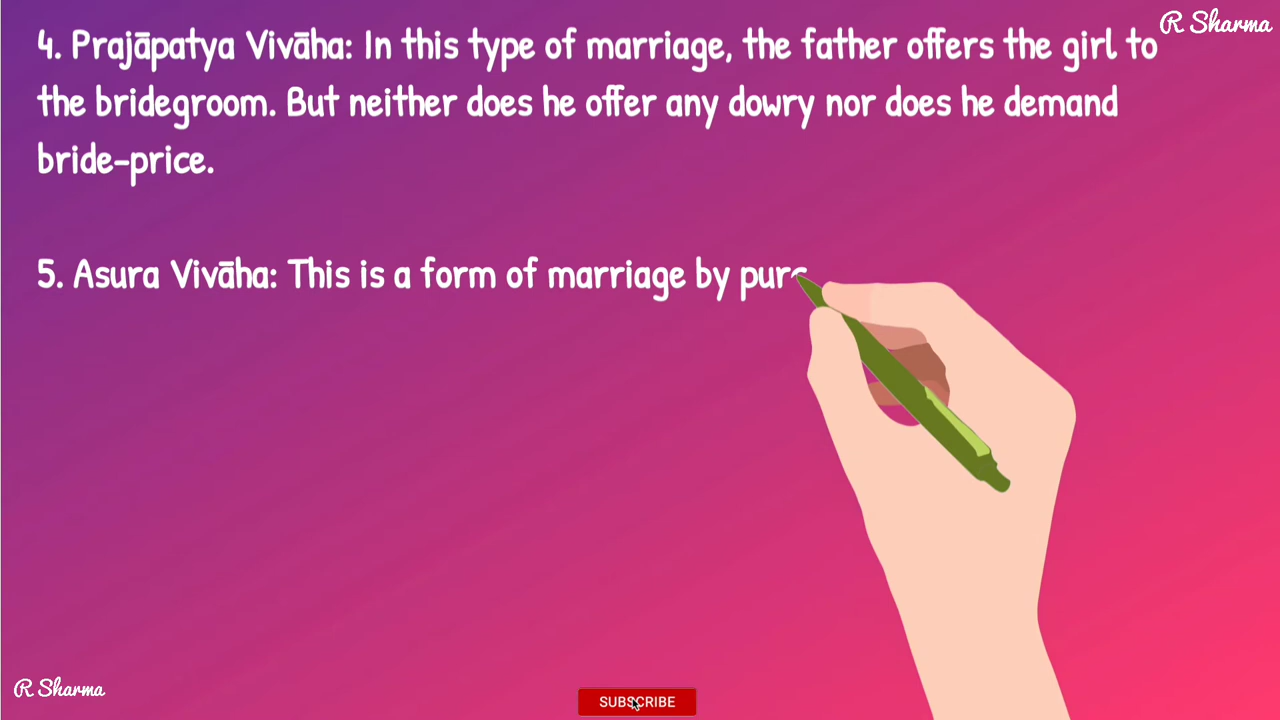 R Sharma
4. Prajāpatya Vivāha: In this type of marriage, the father offers the girl to
the bridegroom. But neither does he offer any dowry nor does he demand
bride-price.
5. Asura Vivāha: This is a form of marriage by purc
R Sharma
SUBSCRIBE